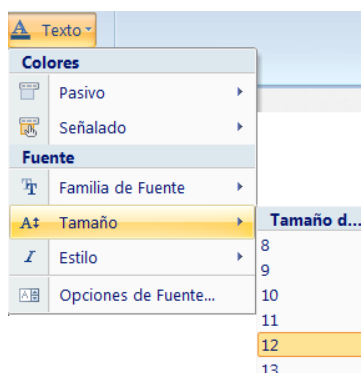 Texto
Colores
Pasivo
Señalado
Fuente
Familia de Fuente
Tamaño
Estilo
Opciones de Fuente...
Tamaño d...
8
9
10
11
12
13